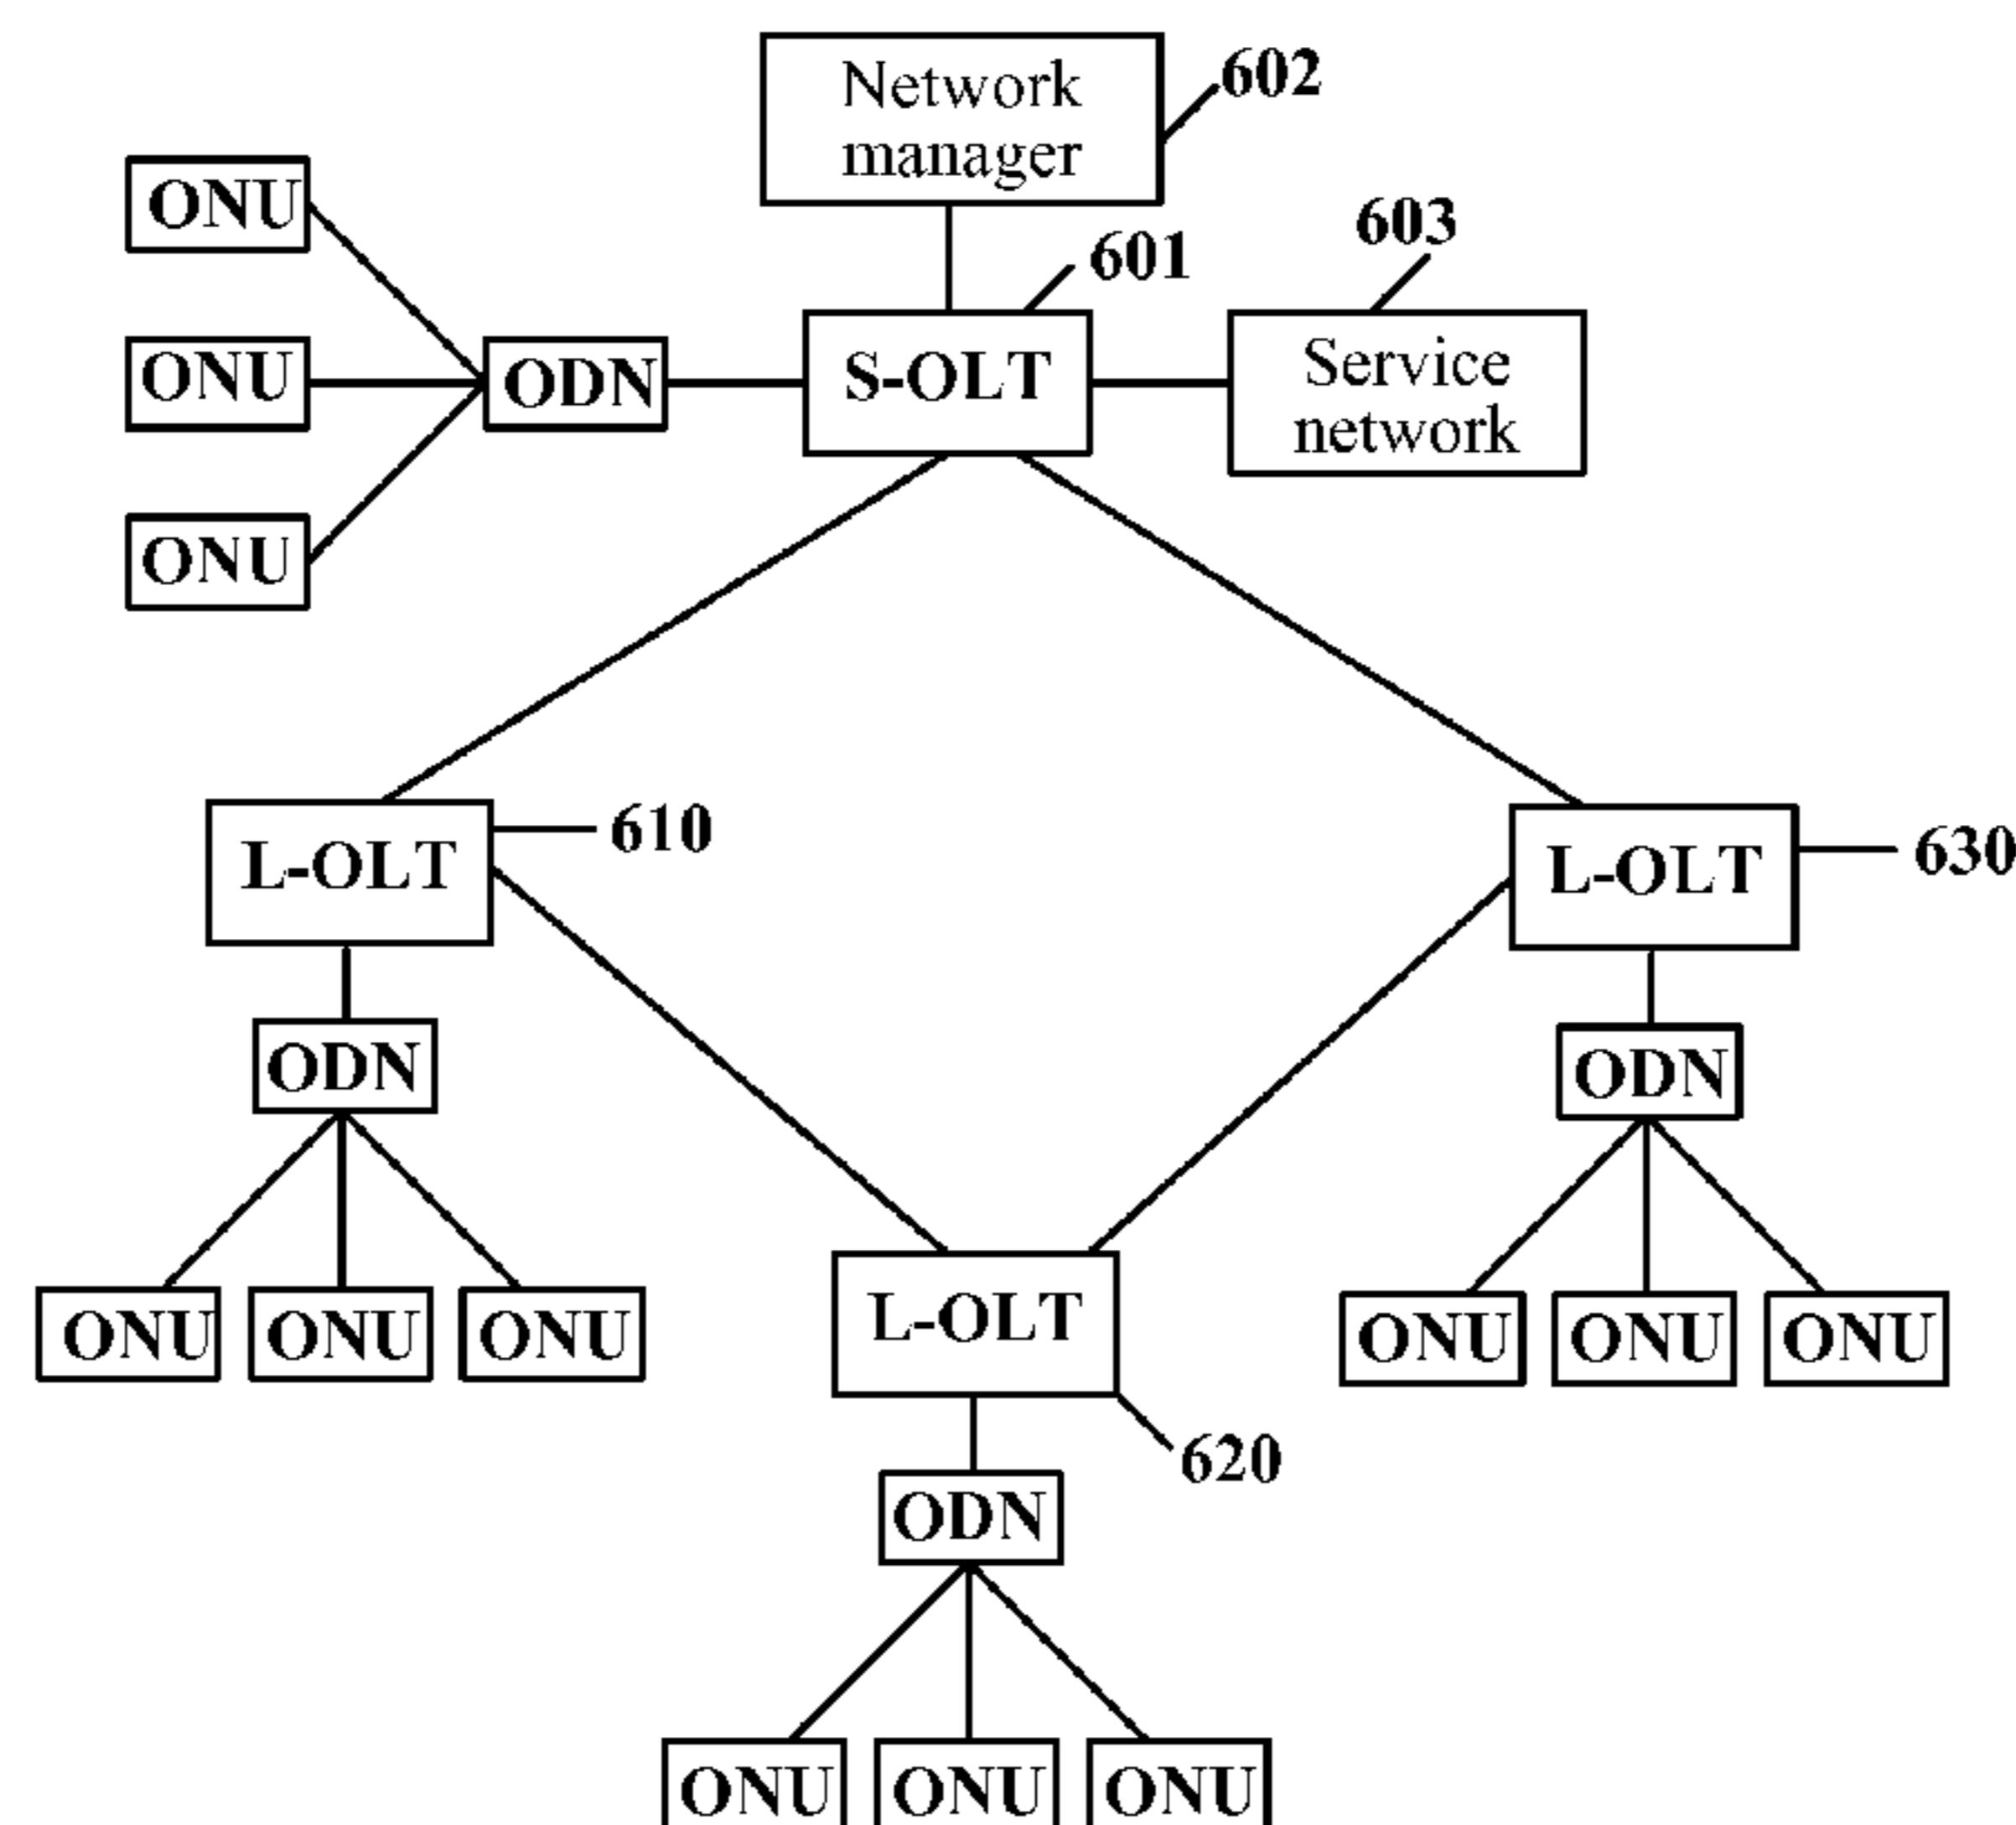 Network
manager
602
ONU
603
601
ONU
ODN
S-OLT
Service
network
ONU
L-OLT
610
L-OLT
630
ODN
ODN
ONU
ONU
ONU
L-OLT
ONU
ONU
ONU
620
ODN
ONU
ONU
ONU